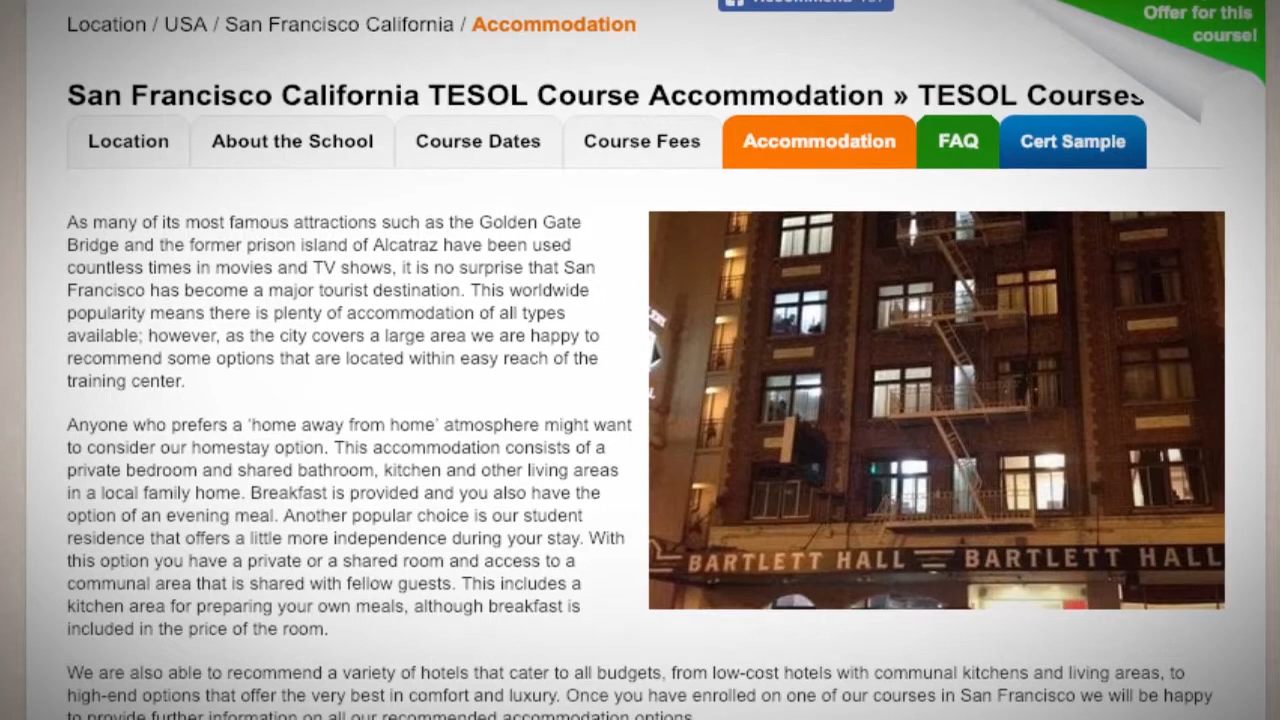 Recommend
Offer for this
course!
Location / USA / San Francisco California / Accommodation
San Francisco California TESOL Course Accommodation » TESOL Courses
Location
About the School
Course Dates
Course Fees
Accommodation
FAQ
Cert Sample
As many of its most famous attractions such as the Golden Gate
Bridge and the former prison island of Alcatraz have been used
countless times in movies and TV shows, it is no surprise that San
Francisco has become a major tourist destination. This worldwide
popularity means there is plenty of accommodation of all types
available; however, as the city covers a large area we are happy to
recommend some options that are located within easy reach of the
training center.
Anyone who prefers a ‘home away from home’ atmosphere might want
to consider our homestay option. This accommodation consists of a
private bedroom and shared bathroom, kitchen and other living areas
in a local family home. Breakfast is provided and you also have the
option of an evening meal. Another popular choice is our student
residence that offers a little more independence during your stay. With
this option you have a private or a shared room and access to a
communal area that is shared with fellow guests. This includes a
kitchen area for preparing your own meals, although breakfast is
included in the price of the room.
BARTLETT HALL BARTLETT HALL
We are also able to recommend a variety of hotels that cater to all budgets, from low-cost hotels with communal kitchens and living areas, to
high-end options that offer the very best in comfort and luxury. Once you have enrolled on one of our courses in San Francisco we will be happy
to provide further information on all our recommended accommodation options.